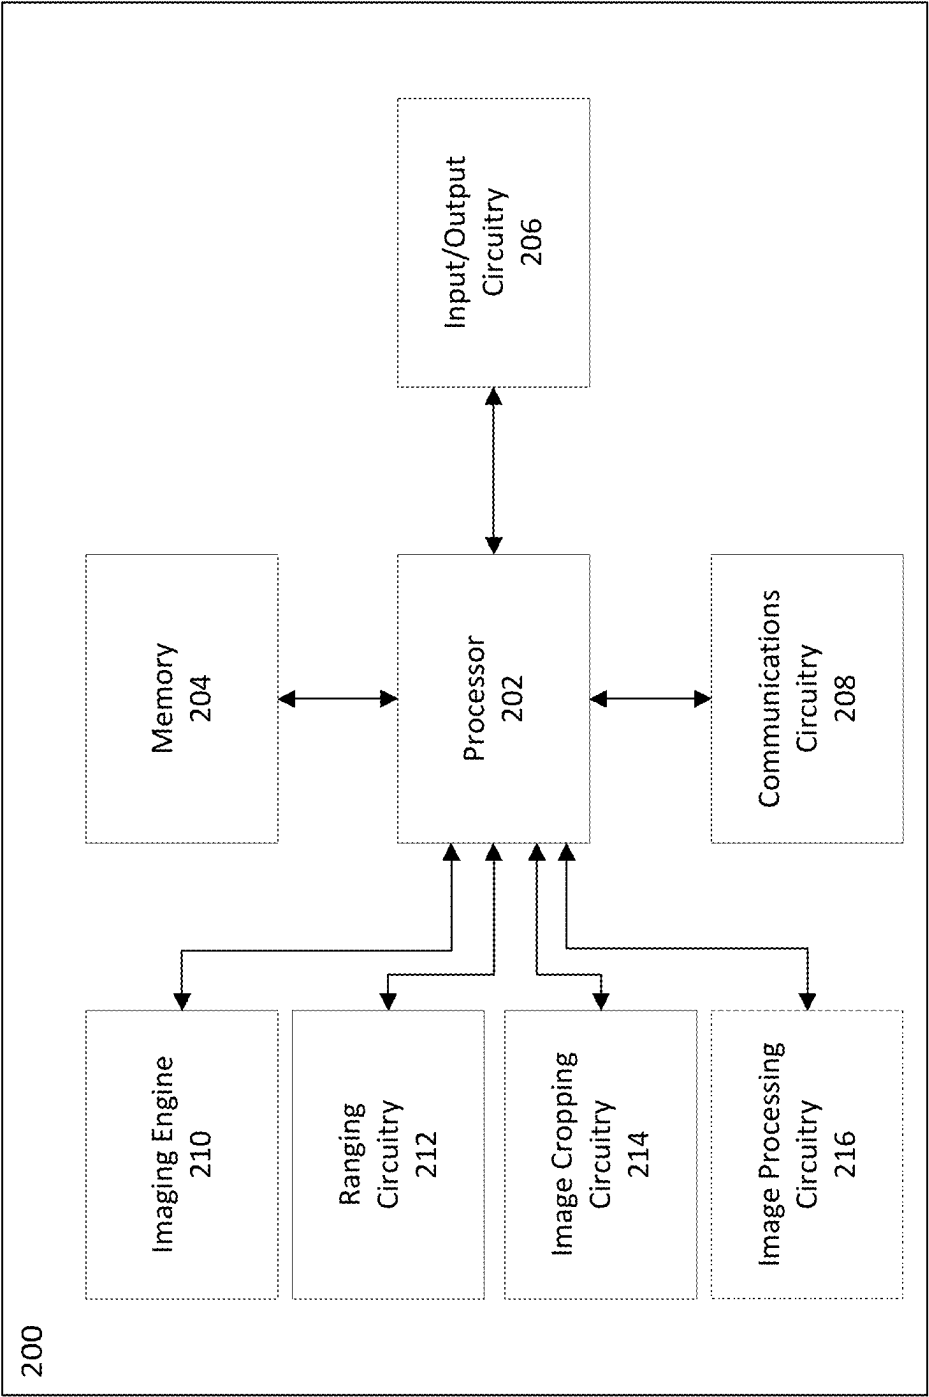 200
Imaging Engine
210
Ranging
Circuitry
212
Image Cropping
Circuitry
214
Image Processing
Circuitry
216
Memory
204
Processor
202
Communications
Circuitry
208
Input/Output
Circuitry
206